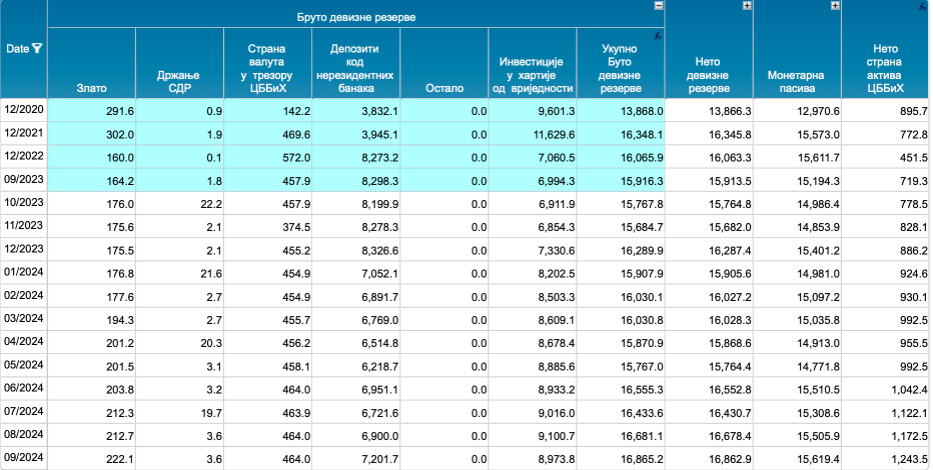 Бруто девизне резерве
Date
Злато
Држање
СДР
Страна
валута
у трезору
ЦББиХ
Депозити
код
нерезидентних
банака
Остало
Инвестиције
у хартије
од вриједности
Укупно
Буто
девизне
резерве
Нето
девизне
резерве
Монетарна
пасива
Нето
страна
актива
ЦББиХ
12/2020 291.6 0.9 142.2 3,832.1 0.0 9,601.3 13,868.0 13,866.3 12,970.6 895.7
12/2021 302.0 1.9 469.6 3,945.1 0.0 11,629.6 16,348.1 16,345.8 15,573.0 772.8
12/2022 160.0 0.1 572.0 8,273.2 0.0 7,060.5 16,065.9 16,063.3 15,611.7 451.5
09/2023 164.2 1.8 457.9 8,298.3 0.0 6,994.3 15,916.3 15,913.5 15,194.3 719.3
10/2023 176.0 22.2 457.9 8,199.9 0.0 6,911.9 15,767.8 15,764.8 14,986.4 778.5
11/2023 175.6 2.1 374.5 8,278.3 0.0 6,854.3 15,684.7 15,682.0 14,853.9 828.1
12/2023 175.5 2.1 455.2 8,326.6 0.0 7,330.6 16,289.9 16,287.4 15,401.2 886.2
01/2024 176.8 21.6 454.9 7,052.1 0.0 8,202.5 15,907.9 15,905.6 14,981.0 924.6
02/2024 177.6 2.7 454.9 6,891.7 0.0 8,503.3 16,030.1 16,027.2 15,097.2 930.1
03/2024 194.3 2.7 455.7 6,769.0 0.0 8,609.1 16,030.8 16,028.3 15,035.8 992.5
04/2024 201.2 20.3 456.2 6,514.8 0.0 8,678.4 15,870.9 15,868.6 14,913.0 955.5
05/2024 201.5 3.1 458.1 6,218.7 0.0 8,885.6 15,767.0 15,764.4 14,771.8 992.5
06/2024 203.8 3.2 464.0 6,951.1 0.0 8,933.2 16,555.3 16,552.8 15,510.5 1,042.4
07/2024 212.3 19.7 463.9 6,721.6 0.0 9,016.0 16,433.6 16,430.7 15,308.6 1,122.1
08/2024 212.7 3.6 464.0 6,900.0 0.0 9,100.7 16,681.1 16,678.4 15,505.9 1,172.5
09/2024 222.1 3.6 464.0 7,201.7 0.0 8,973.8 16,865.2 16,862.9 15,619.4 1,243.5